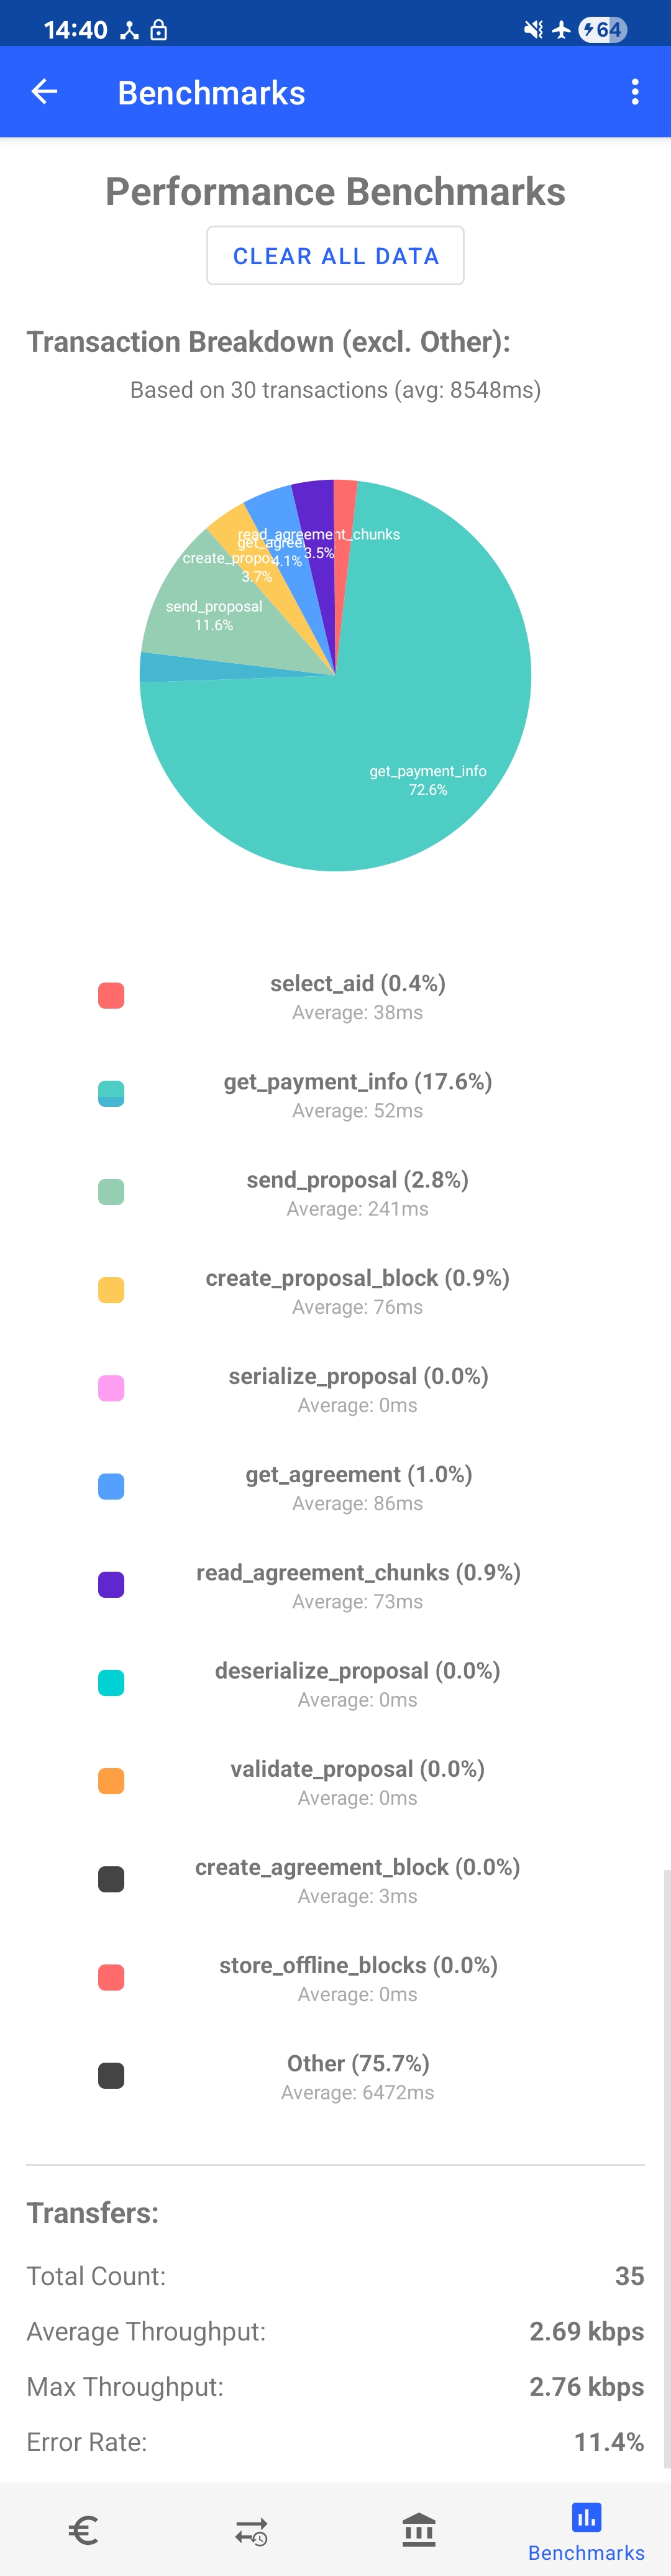 14:40
64
Benchmarks
Performance Benchmarks
CLEAR ALL DATA
Transaction Breakdown (excl. Other):
Based on 30 transactions (avg: 8548ms)
read_agreement_chunks
3.5%
get_agree
4.1%
create_propo
3.7%
send_proposal
11.6%
get_payment_info
72.6%
select_aid (0.4%)
Average: 38ms
get_payment_info (17.6%)
Average: 52ms
send_proposal (2.8%)
Average: 241ms
create_proposal_block (0.9%)
Average: 76ms
serialize_proposal (0.0%)
Average: 0ms
get_agreement (1.0%)
Average: 86ms
read_agreement_chunks (0.9%)
Average: 73ms
deserialize_proposal (0.0%)
Average: 0ms
validate_proposal (0.0%)
Average: 0ms
create_agreement_block (0.0%)
Average: 3ms
store_offline_blocks (0.0%)
Average: 0ms
Other (75.7%)
Average: 6472ms
Transfers:
Total Count: 35
Average Throughput: 2.69 kbps
Max Throughput: 2.76 kbps
Error Rate: 11.4%
Benchmarks